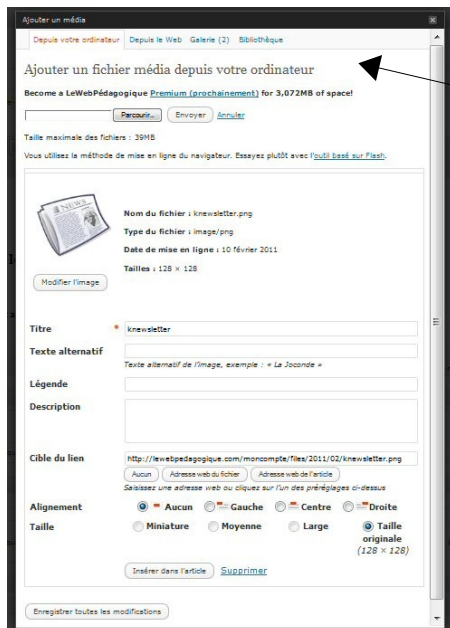 Ajouter un média
Depuis votre ordinateur Depuis le Web Galerie (2) Bibliothèque
Ajouter un fichier média depuis votre ordinateur
Become a LeWebPédagogique Premium (prochainement) for 3,072MB of space!
Parcourir... Envoyer Annuler
Taille maximale des fichiers : 39MB
Vous utilisez la méthode de mise en ligne du navigateur. Essayez plutôt avec l'outil basé sur Flash.
NEWS
Nom du fichier : knewsletter.png
Type du fichier : image/png
Date de mise en ligne : 10 février 2011
Tailles : 128 × 128
Modifier l'image
Titre * knewsletter
Texte alternatif
Texte alternatif de l'image, exemple : « La Joconde »
Légende
Description
Cible du lien http://lewebpedagogique.com/moncompte/files/2011/02/knewsletter.png
Aucun Adresse web du fichier Adresse web de l'article
Saisissez une adresse web ou cliquez sur l'un des préréglages ci-dessus
Alignement Aucun Gauche Centre Droite
Taille Miniature Moyenne Large Taille
originale
(128 × 128)
Insérer dans l'article Supprimer
Enregistrer toutes les modifications